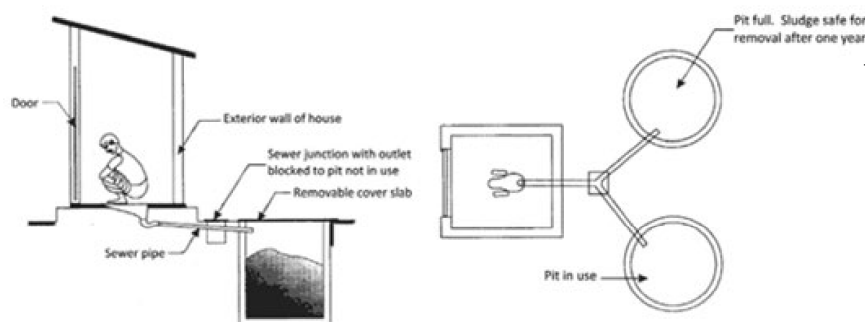 Door
Exterior wall of house
Sewer junction with outlet
blocked to pit not in use
Removable cover slab
Sewer pipe
Pit full. Sludge safe for
removal after one year
Pit in use